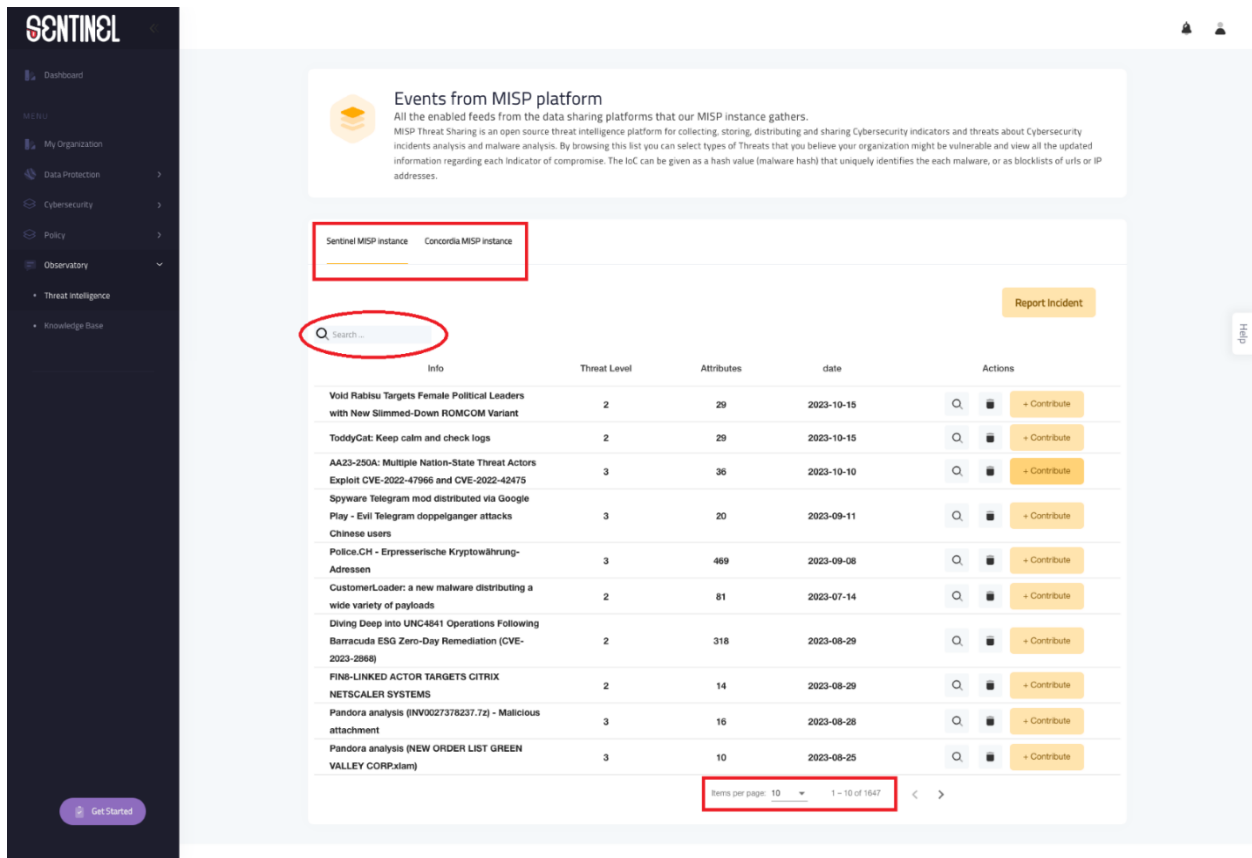 SENTINEL
Dashboard
MENU
My Organization
Data Protection
Cybersecurity
Policy
Observatory
Threat intelligence
Knowledge Base
Get Started
Events from MISP platform
All the enabled feeds from the data sharing platforms that our MISP instance gathers.
MISP Threat Sharing is an open source threat intelligence platform for collecting, storing, distributing and sharing Cybersecurity indicators and threats about Cybersecurity
incidents analysis and malware analysis. By browsing this list you can select types of Threats that you believe your organization might be vulnerable and view all the updated
information regarding each Indicator of compromise. The IoC can be given as a hash value (malware hash) that uniquely identifies the each malware, or as blocklists of urls or IP
addresses.
Sentinel MISP instance Concordia MISP instance
Report Incident
Search ...
Info Threat Level Attributes date Actions
Void Rabisu Targets Female Political Leaders
with New Slimmed-Down ROMCOM Variant 2 29 2023-10-15 + Contribute
ToddyCat: Keep calm and check logs 2 29 2023-10-15 + Contribute
AA23-250A: Multiple Nation-State Threat Actors
Exploit CVE-2022-47966 and CVE-2022-42475 3 36 2023-10-10 + Contribute
Spyware Telegram mod distributed via Google
Play - Evil Telegram doppelganger attacks 3 20 2023-09-11 + Contribute
Chinese users
Police.CH - Erpresserische Kryptowährung-
Adressen 3 469 2023-09-08 + Contribute
CustomerLoader: a new malware distributing a
wide variety of payloads 2 81 2023-07-14 + Contribute
Diving Deep into UNC4841 Operations Following
Barracuda ESG Zero-Day Remediation (CVE- 2 318 2023-08-29 + Contribute
2023-2868)
FIN8-LINKED ACTOR TARGETS CITRIX
NETSCALER SYSTEMS 2 14 2023-08-29 + Contribute
Pandora analysis (INV0027378237.7z) - Malicious
attachment 3 16 2023-08-28 + Contribute
Pandora analysis (NEW ORDER LIST GREEN
VALLEY CORP.xlam) 3 10 2023-08-25 + Contribute
Items per page: 10 1 – 10 of 1647
Help